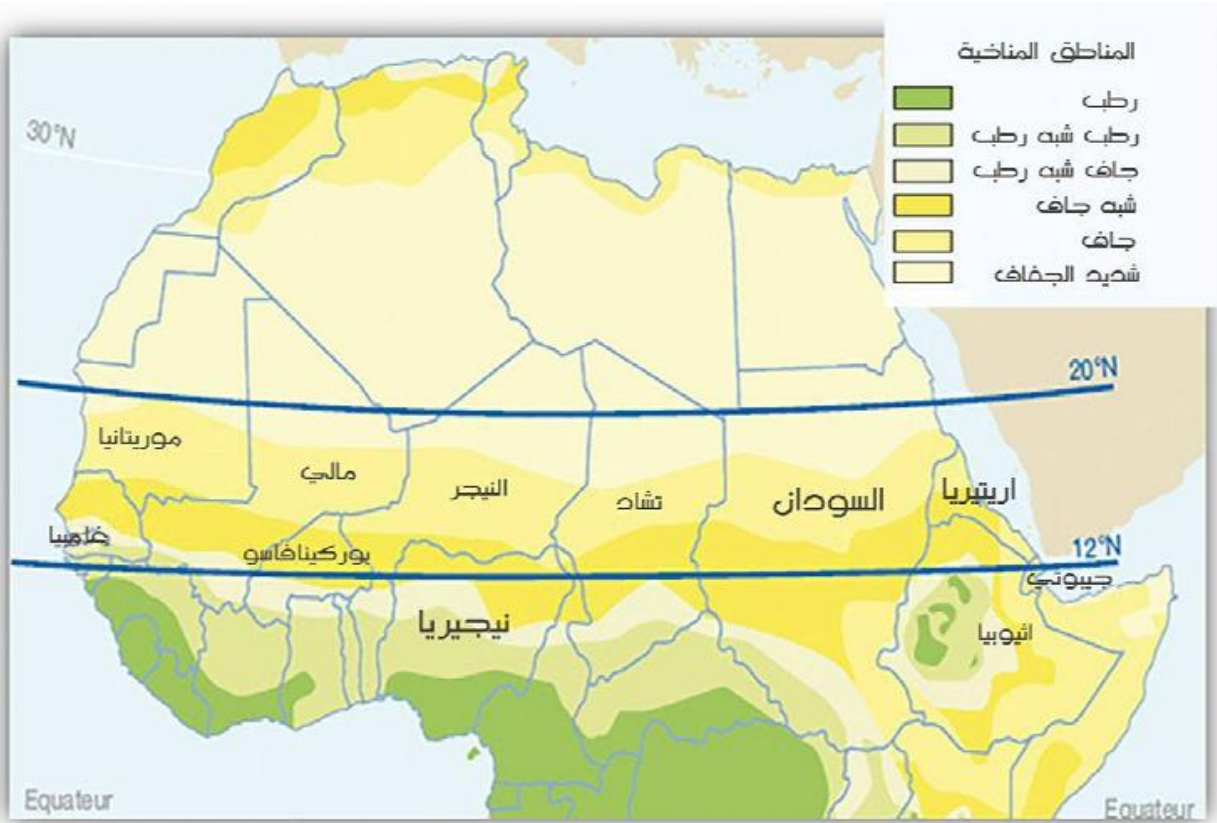 المناطق المناخية
رطب
رطب شبه رطب
جاف شبه رطب
شبه جاف
جاف
شديد الجفاف
30°N
20°N
موريتانيا
مالي
النيجر
تشاد
السودان
اريتيريا
غامبيا
بوركينافاسو
12°N
جيبوتي
نيجيريا
اثيوبيا
Equateur
Equateur